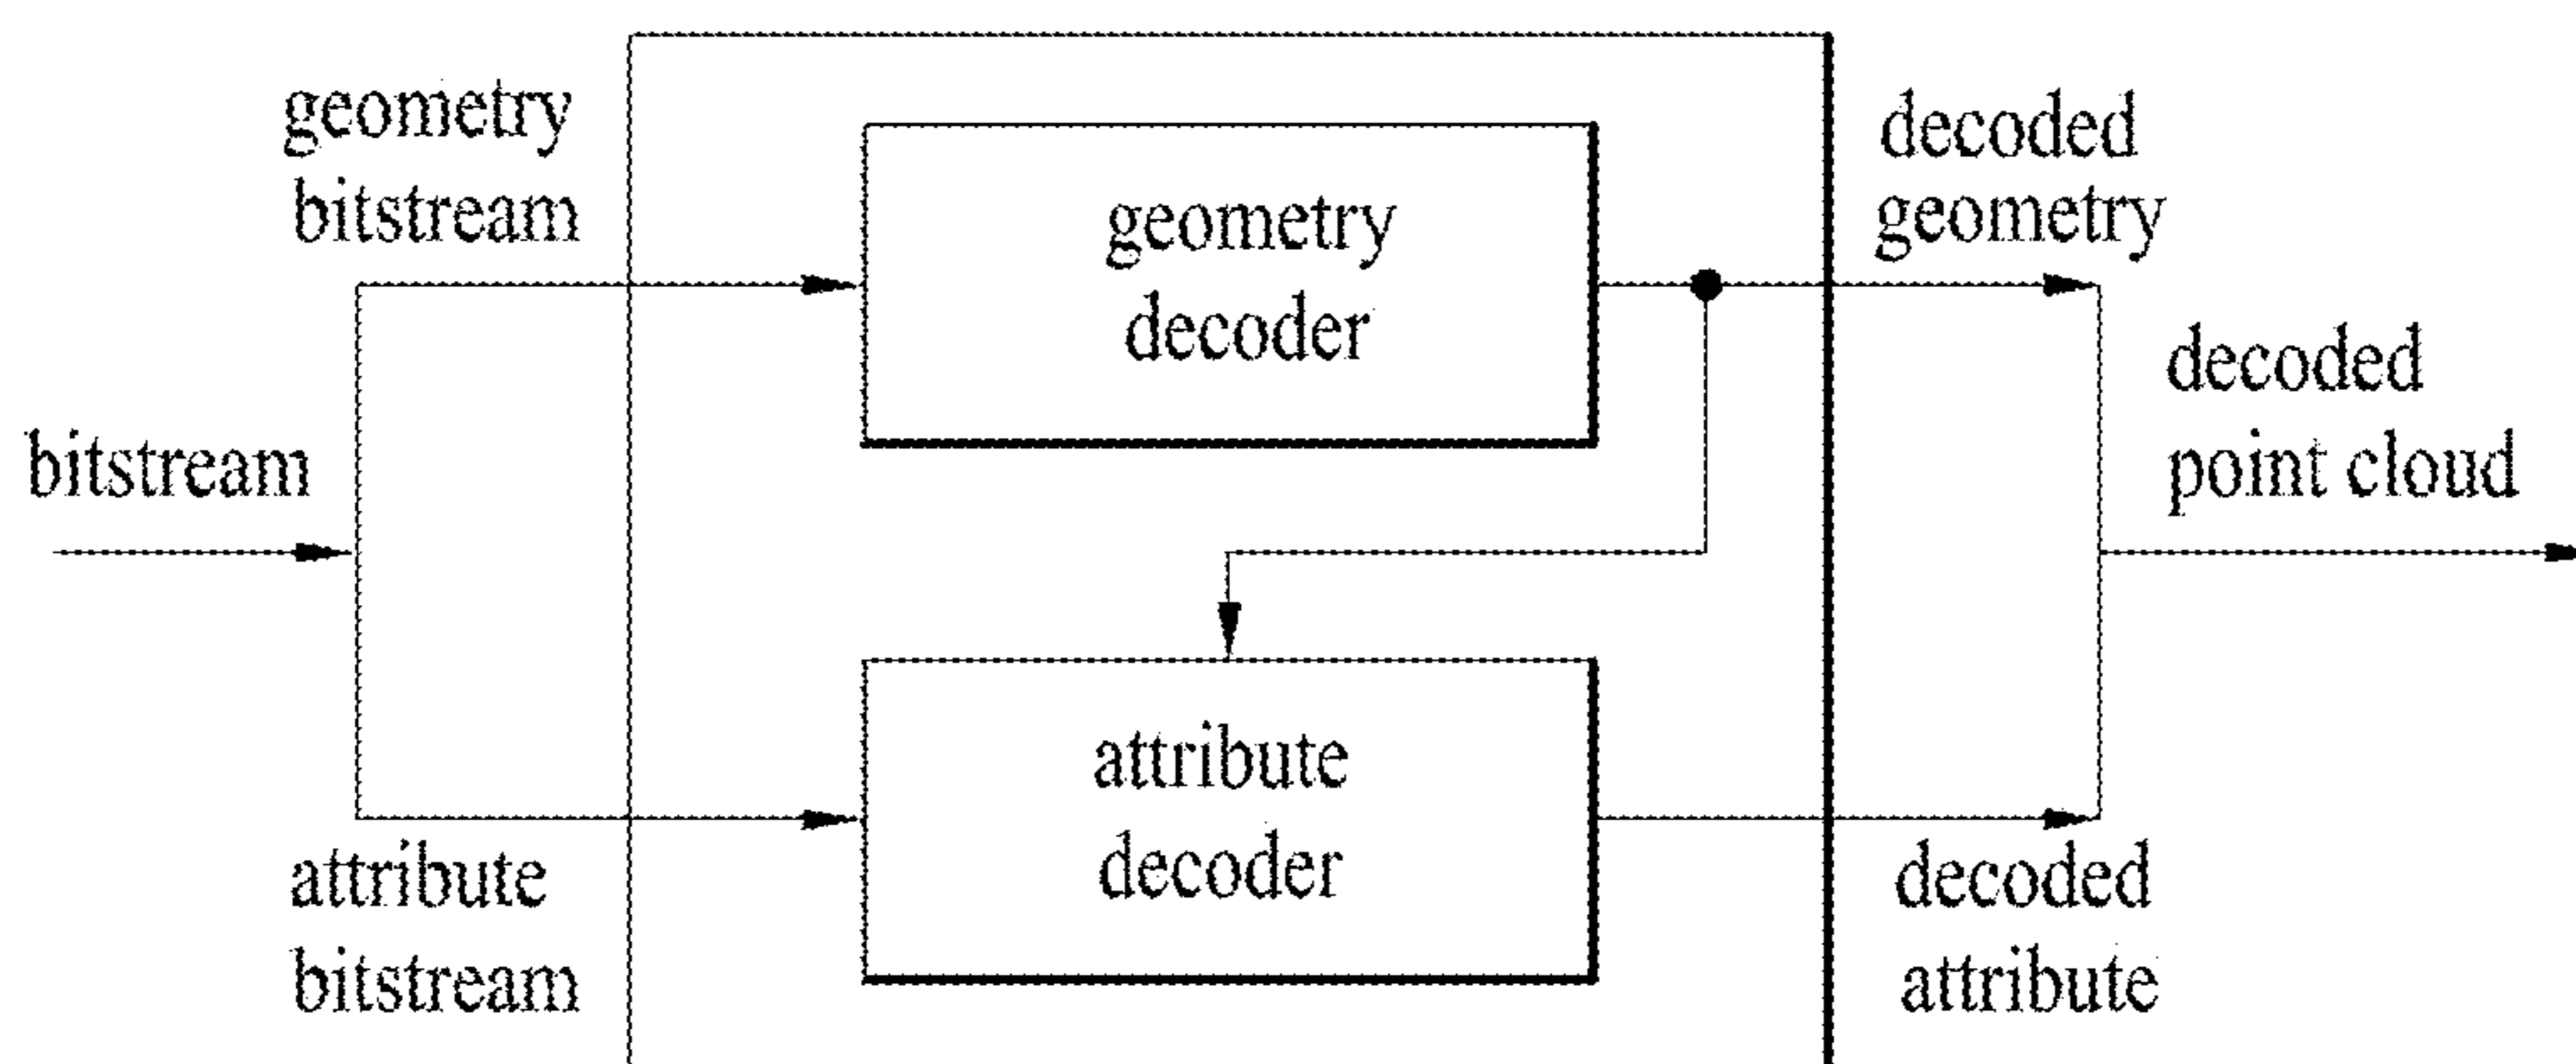 bitstream
geometry
bitstream
attribute
bitstream
geometry
decoder
attribute
decoder
decoded
geometry
decoded
attribute
decoded
point cloud